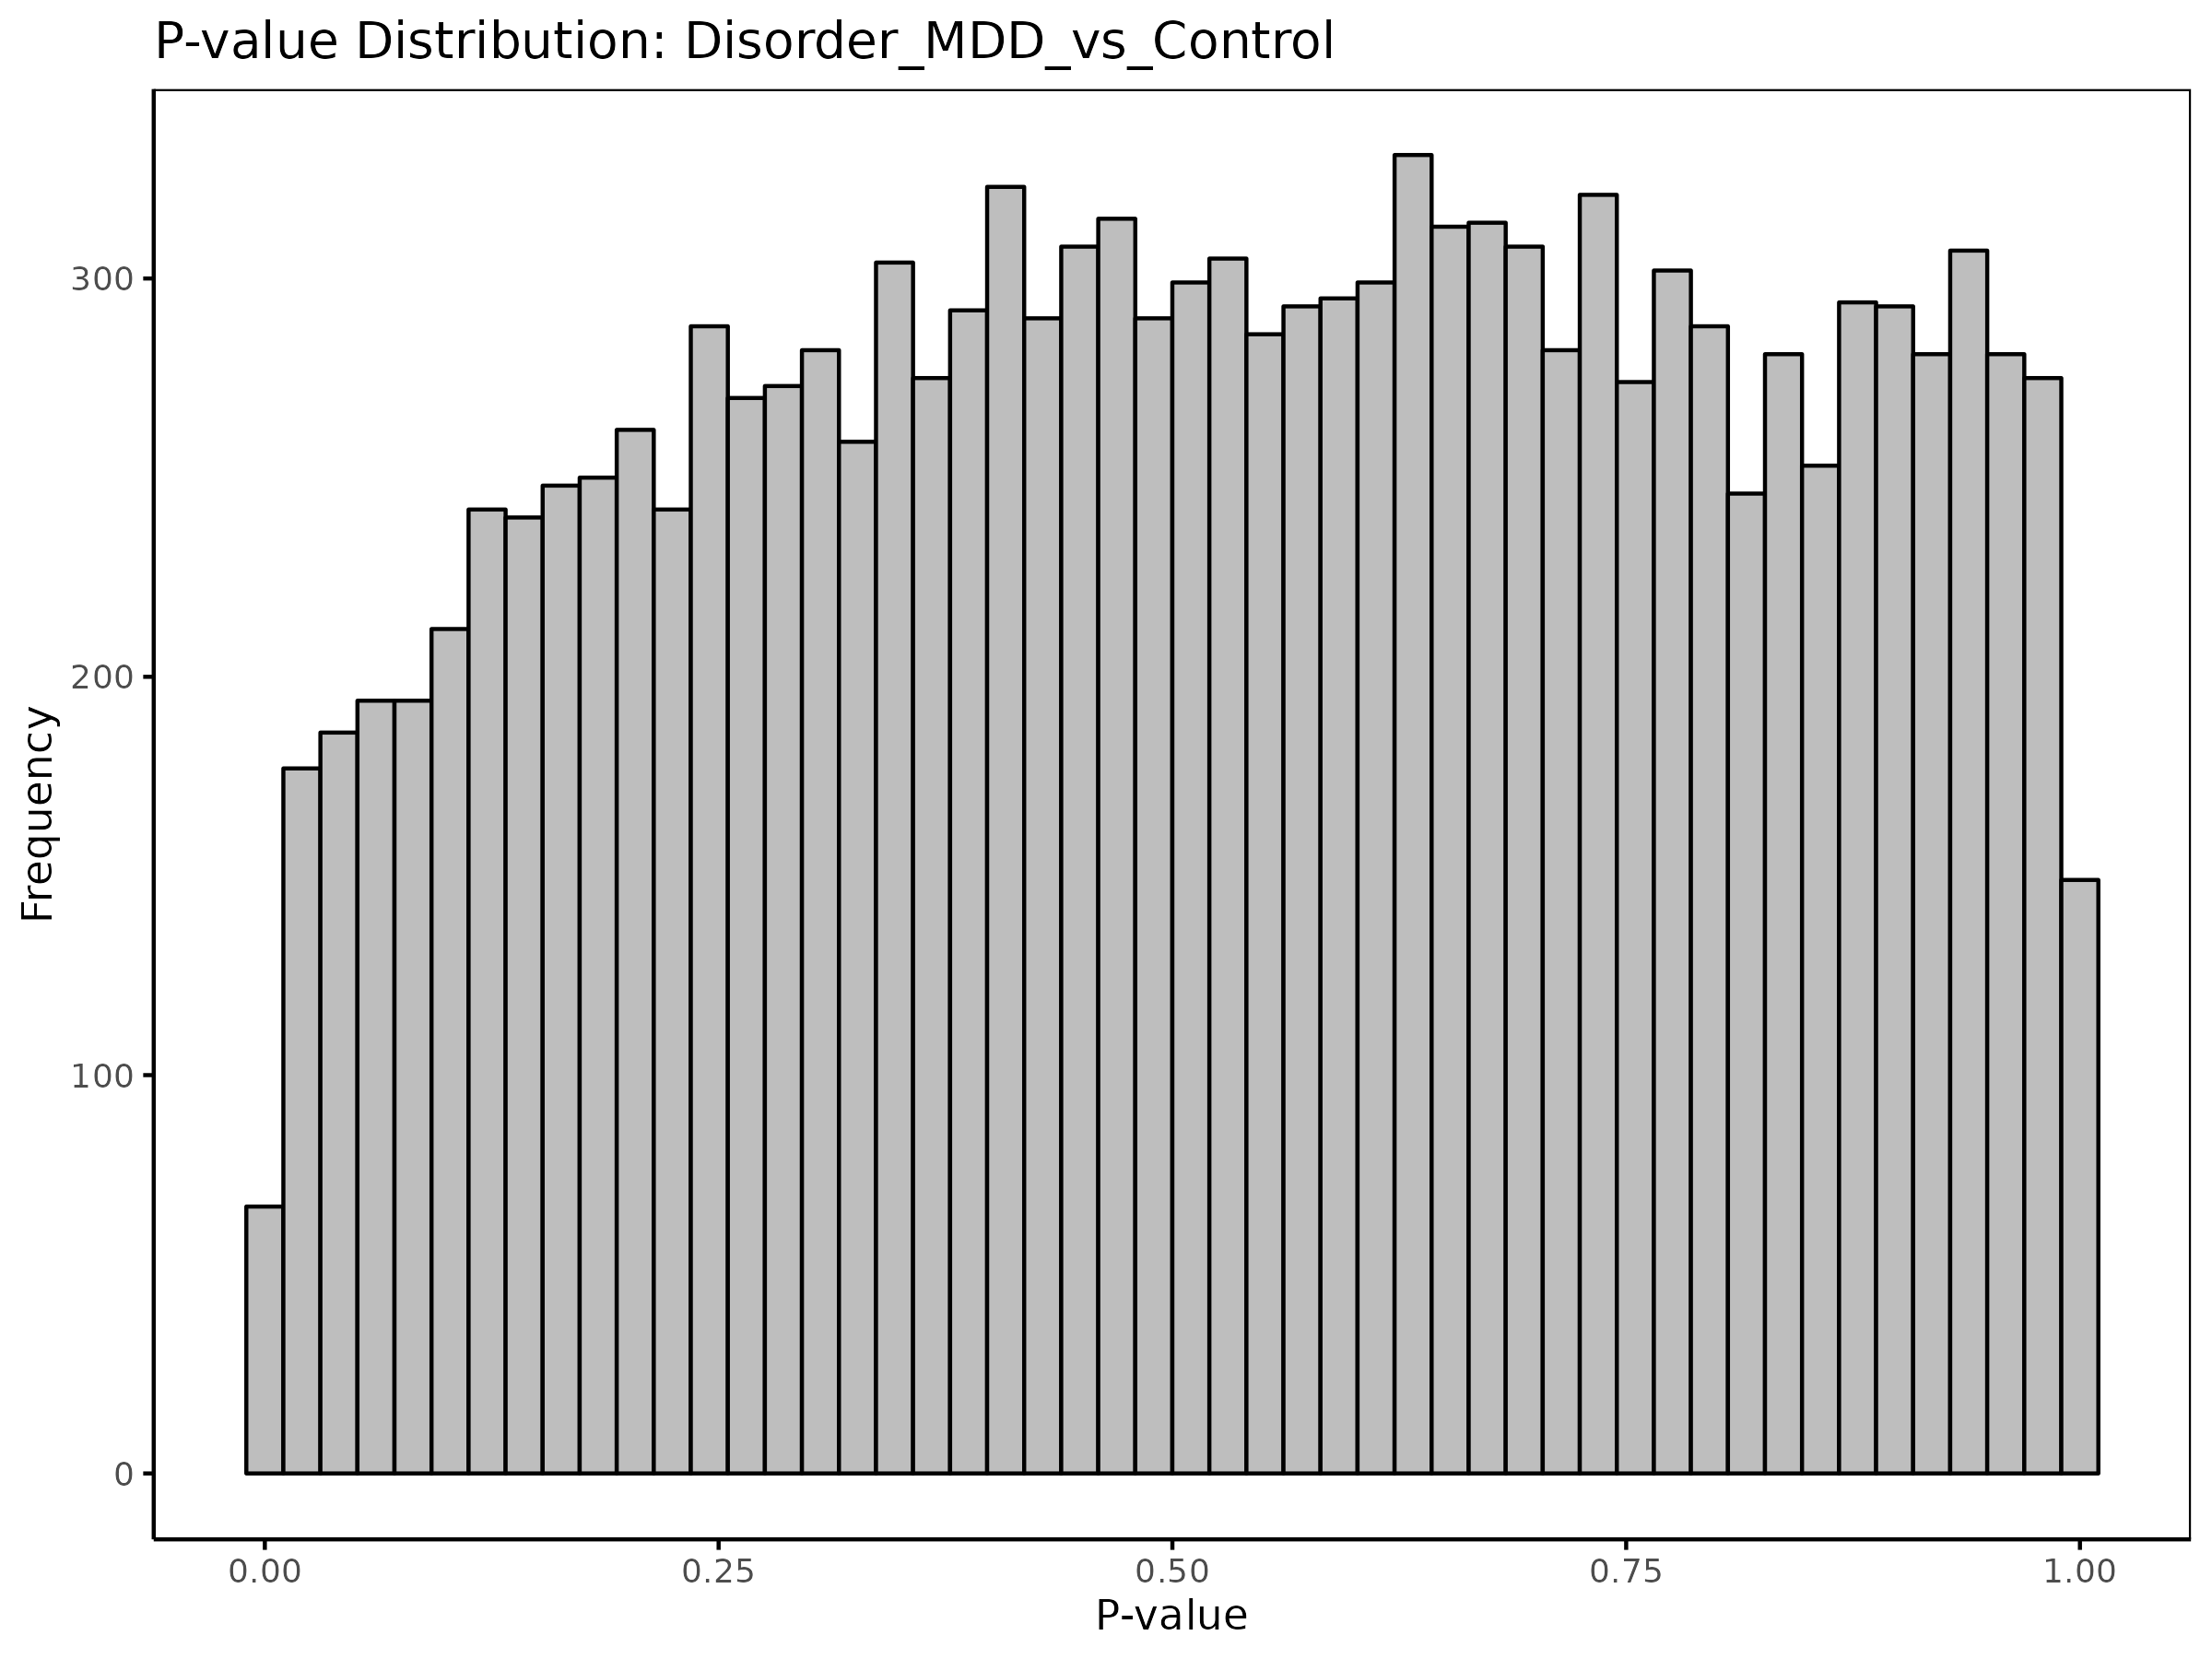 P-value Distribution: Disorder_MDD_vs_Control
Frequency
300
200
100
0
0.00 0.25 0.50 0.75 1.00
P-value